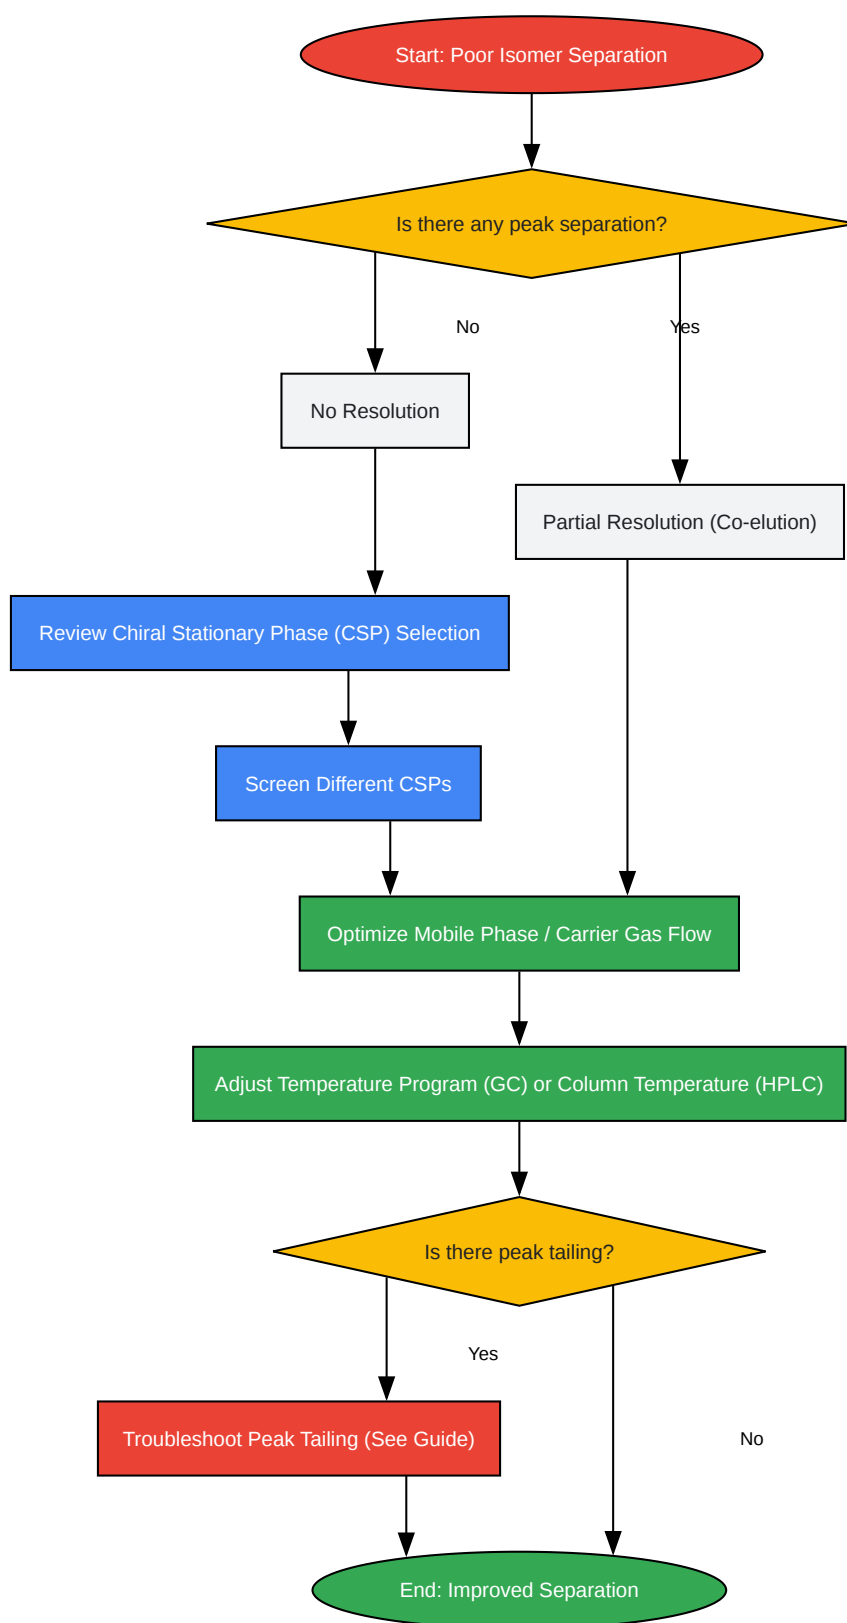 Start: Poor Isomer Separation
Is there any peak separation?
No
Yes
No Resolution
Partial Resolution (Co-elution)
Review Chiral Stationary Phase (CSP) Selection
Screen Different CSPs
Optimize Mobile Phase / Carrier Gas Flow
Adjust Temperature Program (GC) or Column Temperature (HPLC)
Is there peak tailing?
Yes
Troubleshoot Peak Tailing (See Guide)
No
End: Improved Separation